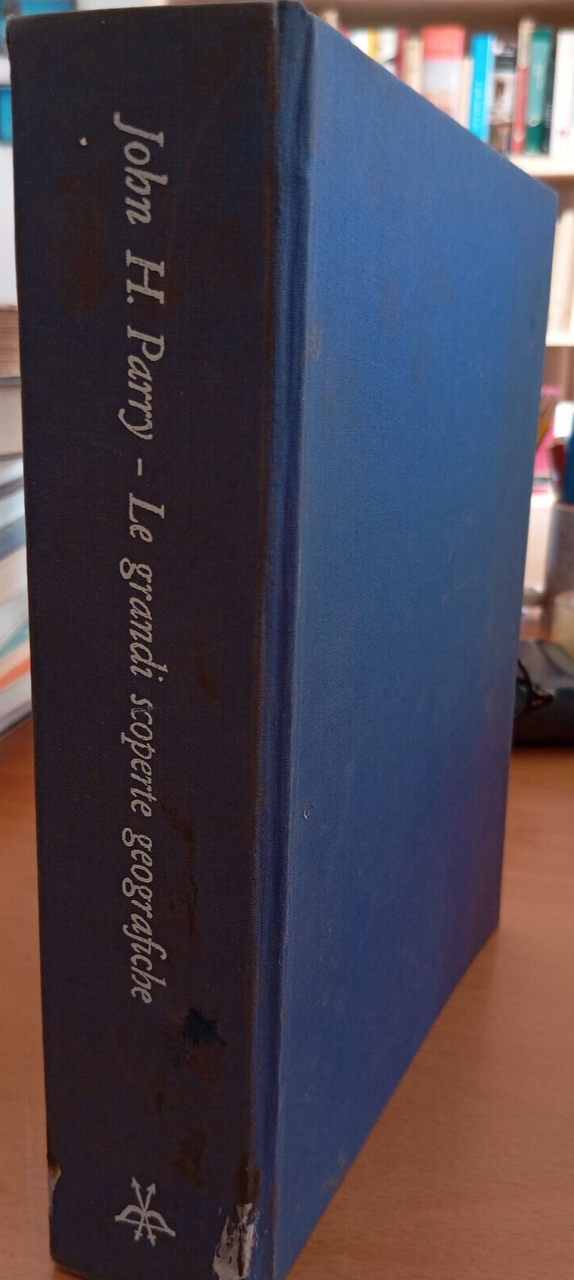 John H. Parry – Le grandi scoperte geografiche